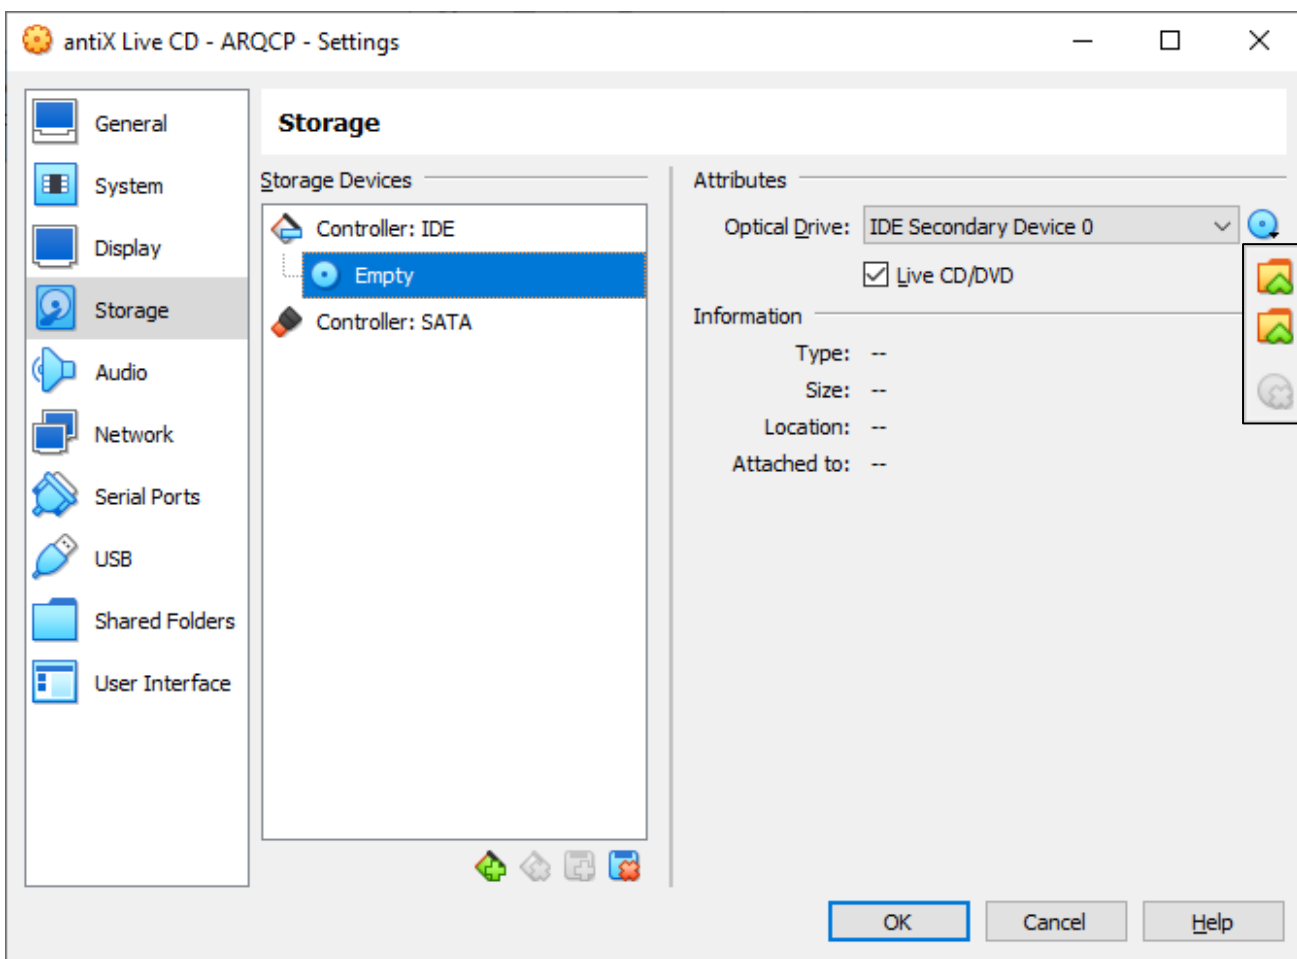 antiX Live CD - ARQCP - Settings
General
System
Display
Storage
Audio
Network
Serial Ports
USB
Shared Folders
User Interface
Storage
Storage Devices
Controller: IDE
Empty
Controller: SATA
Attributes
Optical Drive: IDE Secondary Device 0
Live CD/DVD
Information
Type: --
Size: --
Location: --
Attached to: --
OK Cancel Help